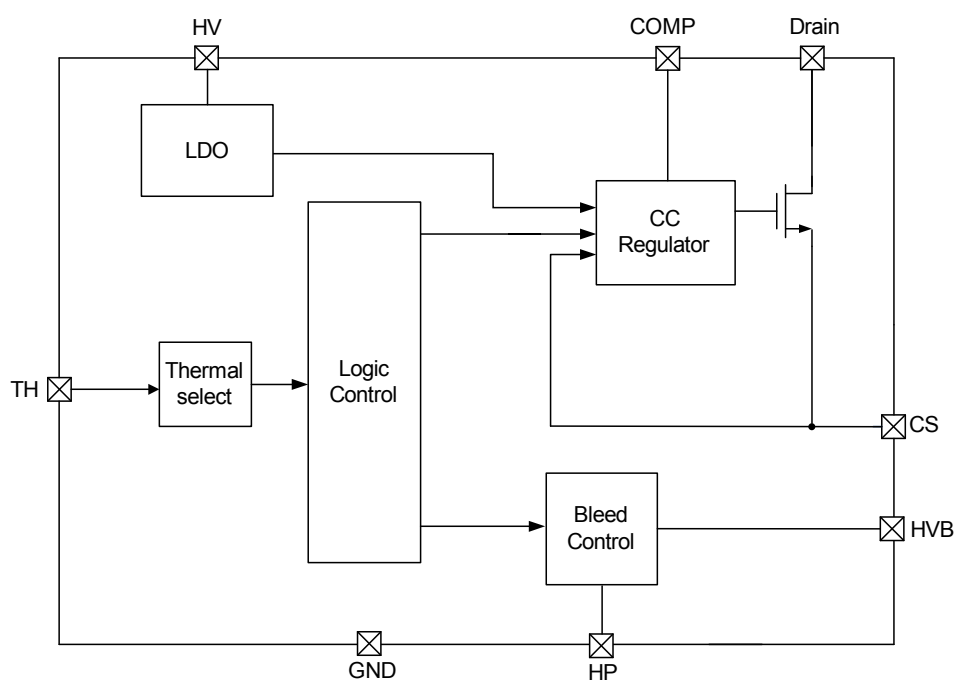 HV
COMP
Drain
LDO
CC
Regulator
Thermal
select
Logic
Control
TH
CS
Bleed
Control
HVB
GND
HP